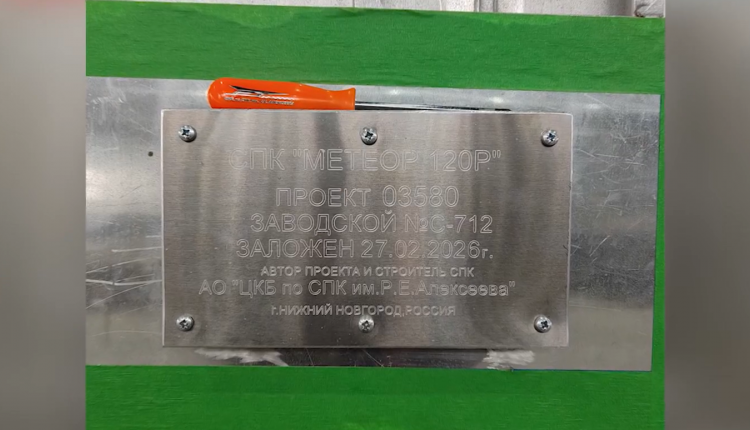 СПК "МЕТЕОР 120Р"
ПРОЕКТ 03580
ЗАВОДСКОЙ №С-712
ЗАЛОЖЕН 27.02.2026г.
АВТОР ПРОЕКТА И СТРОИТЕЛЬ СПК
АО "ЦКБ по СПК им.Р.Е.Алексеева"
г.НИЖНИЙ НОВГОРОД,РОССИЯ